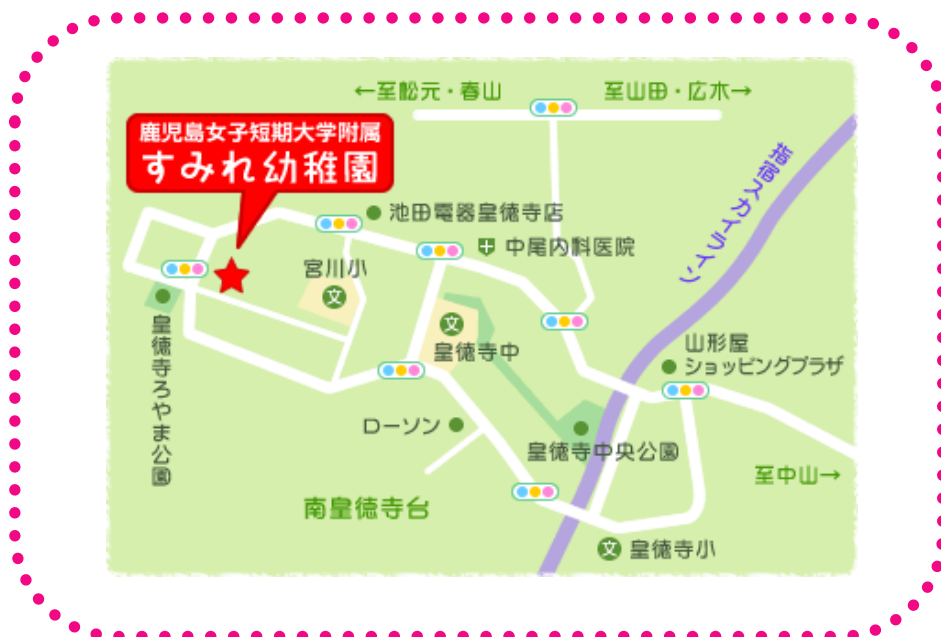 ←至松元・春山
至山田・広木→
鹿児島女子短期大学附属
すみれ幼稚園
指宿スカイライン
池田電器皇徳寺店
中尾内科医院
宮川小
文
文
皇徳寺中
山形屋
ショッピングプラザ
皇徳寺ろやま公園
ローソン
皇徳寺中央公園
至中山→
南皇徳寺台
文
皇徳寺小